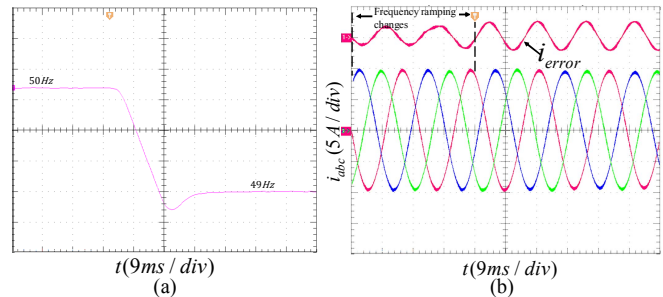 50Hz
49Hz
t(9ms / div)
(a)
Frequency ramping
changes
i_error
i_abc (5 A / div)
t(9ms / div)
(b)